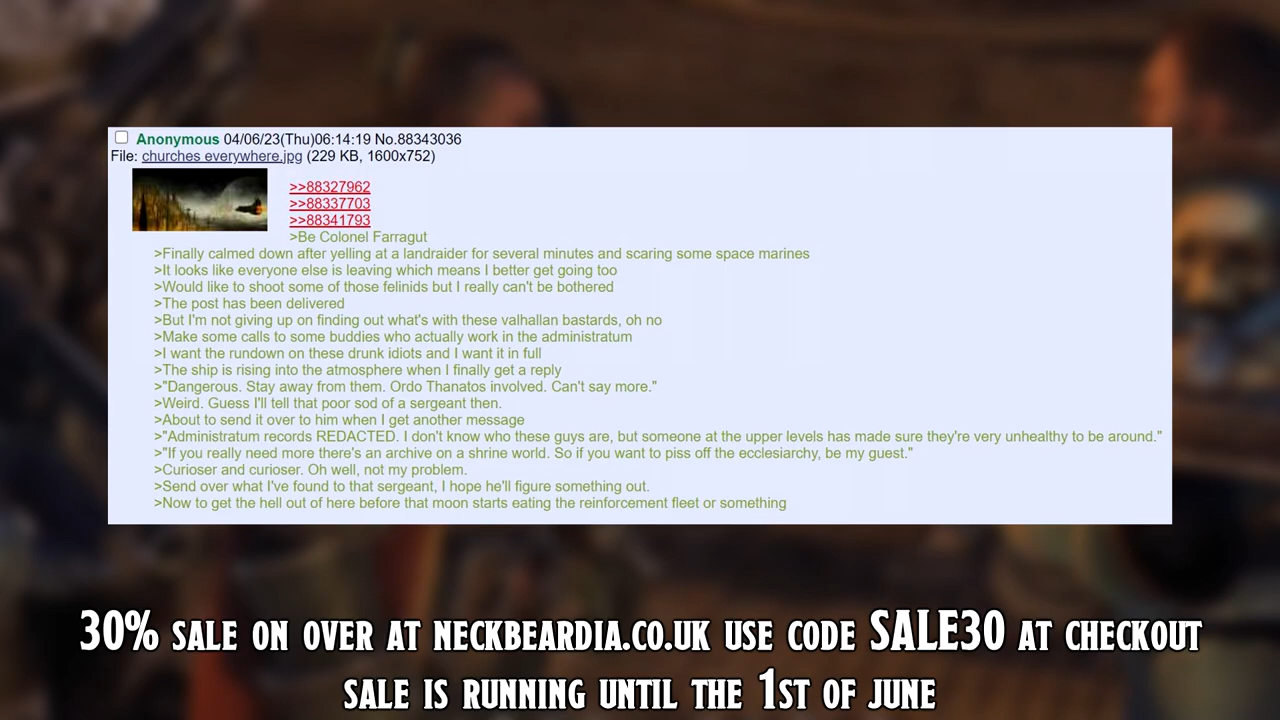 Anonymous 04/06/23(Thu)06:14:19 No.88343036
File: churches everywhere.jpg (229 KB, 1600x752)
>>88327962
>>88337703
>>88341793
>Be Colonel Farragut
>Finally calmed down after yelling at a landraider for several minutes and scaring some space marines
>It looks like everyone else is leaving which means I better get going too
>Would like to shoot some of those felinids but I really can't be bothered
>The post has been delivered
>But I'm not giving up on finding out what's with these valhallan bastards, oh no
>Make some calls to some buddies who actually work in the administratum
>I want the rundown on these drunk idiots and I want it in full
>The ship is rising into the atmosphere when I finally get a reply
>"Dangerous. Stay away from them. Ordo Thanatos involved. Can't say more."
>Weird. Guess I'll tell that poor sod of a sergeant then.
>About to send it over to him when I get another message
>"Administratum records REDACTED. I don't know who these guys are, but someone at the upper levels has made sure they're very unhealthy to be around."
>"If you really need more there's an archive on a shrine world. So if you want to piss off the ecclesiarchy, be my guest."
>Curioser and curioser. Oh well, not my problem.
>Send over what I've found to that sergeant, I hope he'll figure something out.
>Now to get the hell out of here before that moon starts eating the reinforcement fleet or something
30% SALE ON OVER AT NECKBEARDIA.CO.UK USE CODE SALE30 AT CHECKOUT
SALE IS RUNNING UNTIL THE 1ST OF JUNE